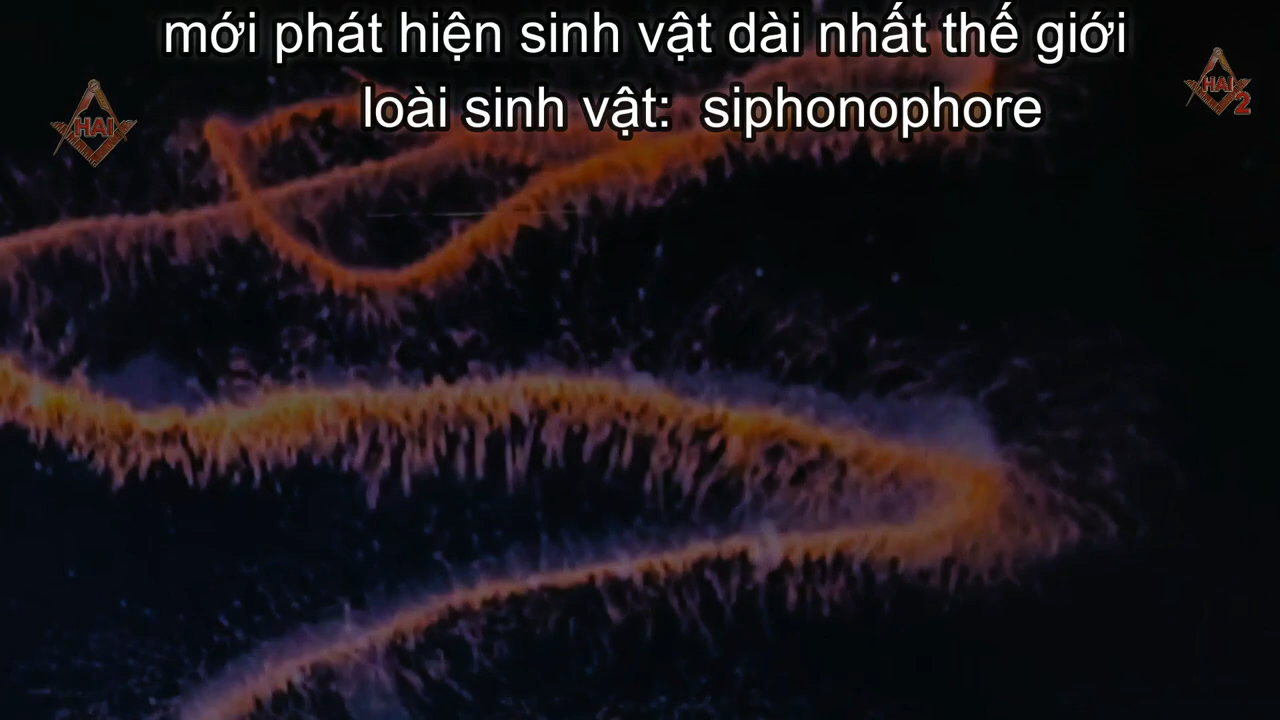 mới phát hiện sinh vật dài nhất thế giới
loài sinh vật: siphonophore
HAI
HAI
2